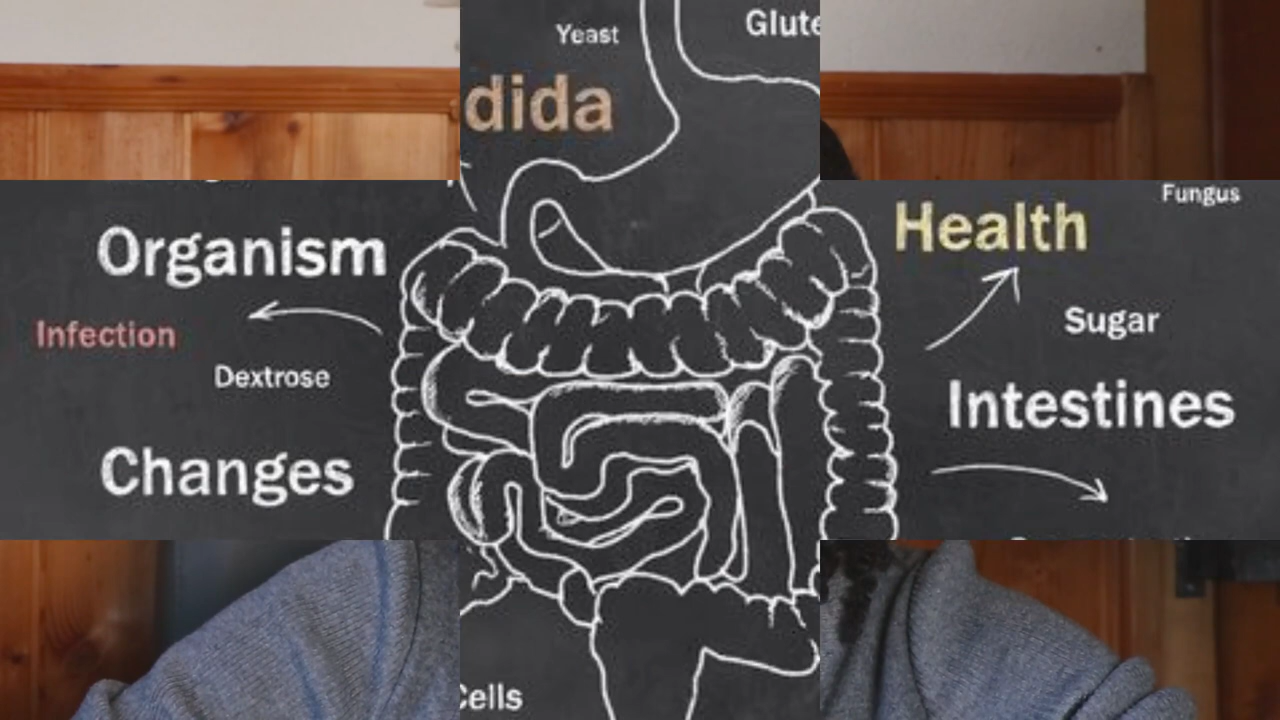 Yeast
Glute
dida
Fungus
Health
Organism
Sugar
Infection
Dextrose
Intestines
Changes
Cells